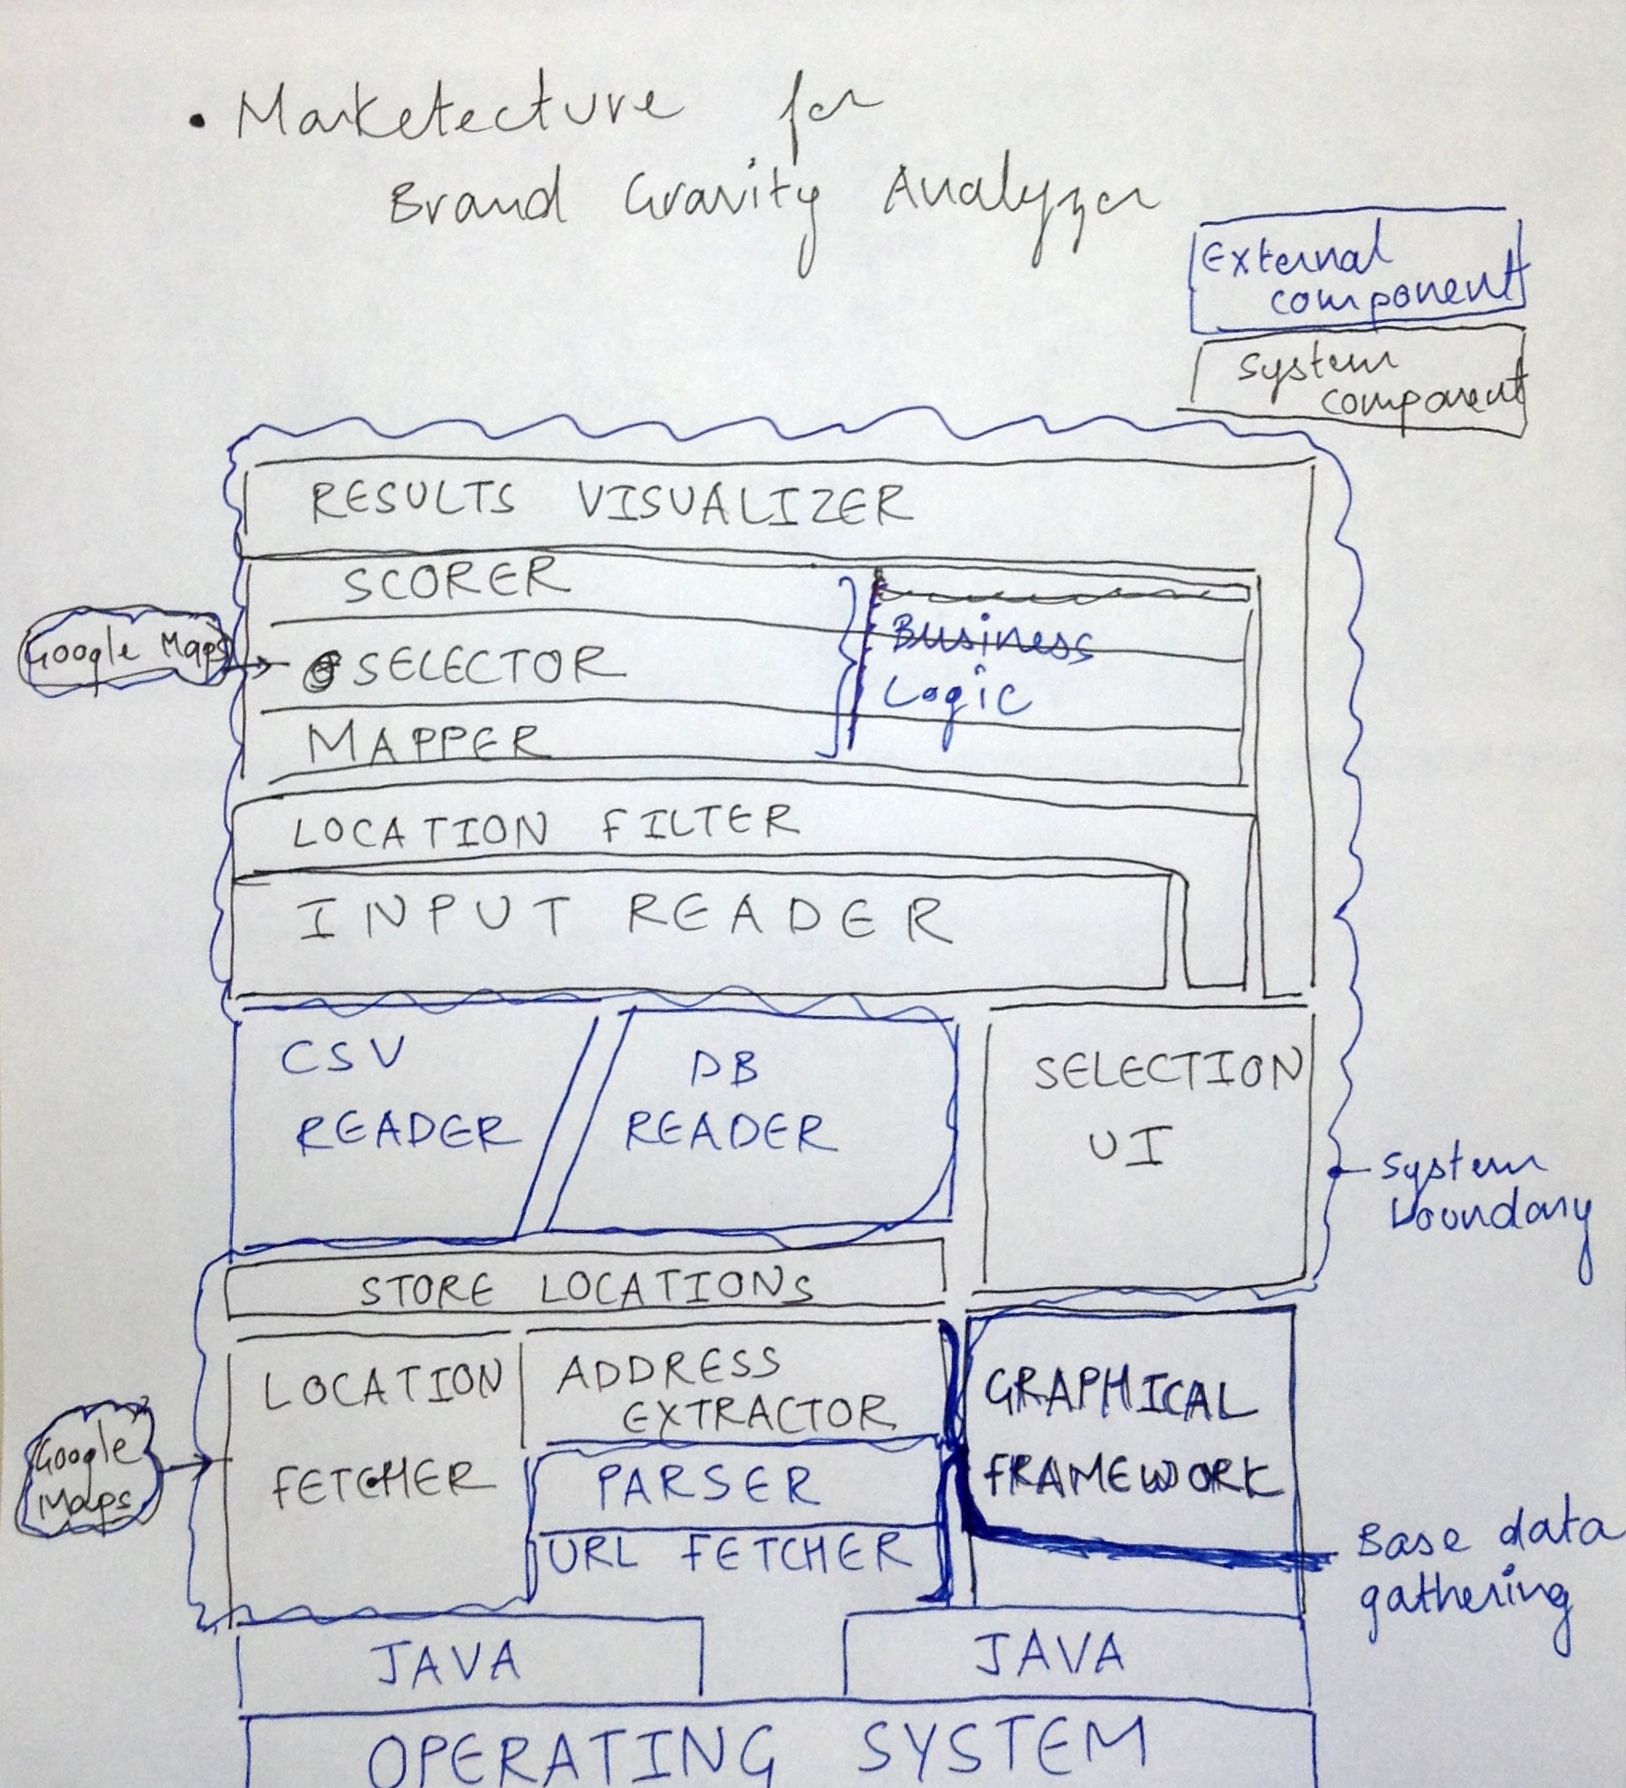 • Marketecture for
Brand Gravity Analyzer
External
component
System
component
RESULTS VISUALIZER
SCORER
Business
Logic
Google Maps
SELECTOR
MAPPER
LOCATION FILTER
INPUT READER
CSV
READER
DB
READER
SELECTION
UI
System
boundary
STORE LOCATIONS
LOCATION
FETCHER
ADDRESS
EXTRACTOR
GRAPHICAL
FRAMEWORK
Google
Maps
PARSER
URL FETCHER
Base data
gathering
JAVA
JAVA
OPERATING SYSTEM